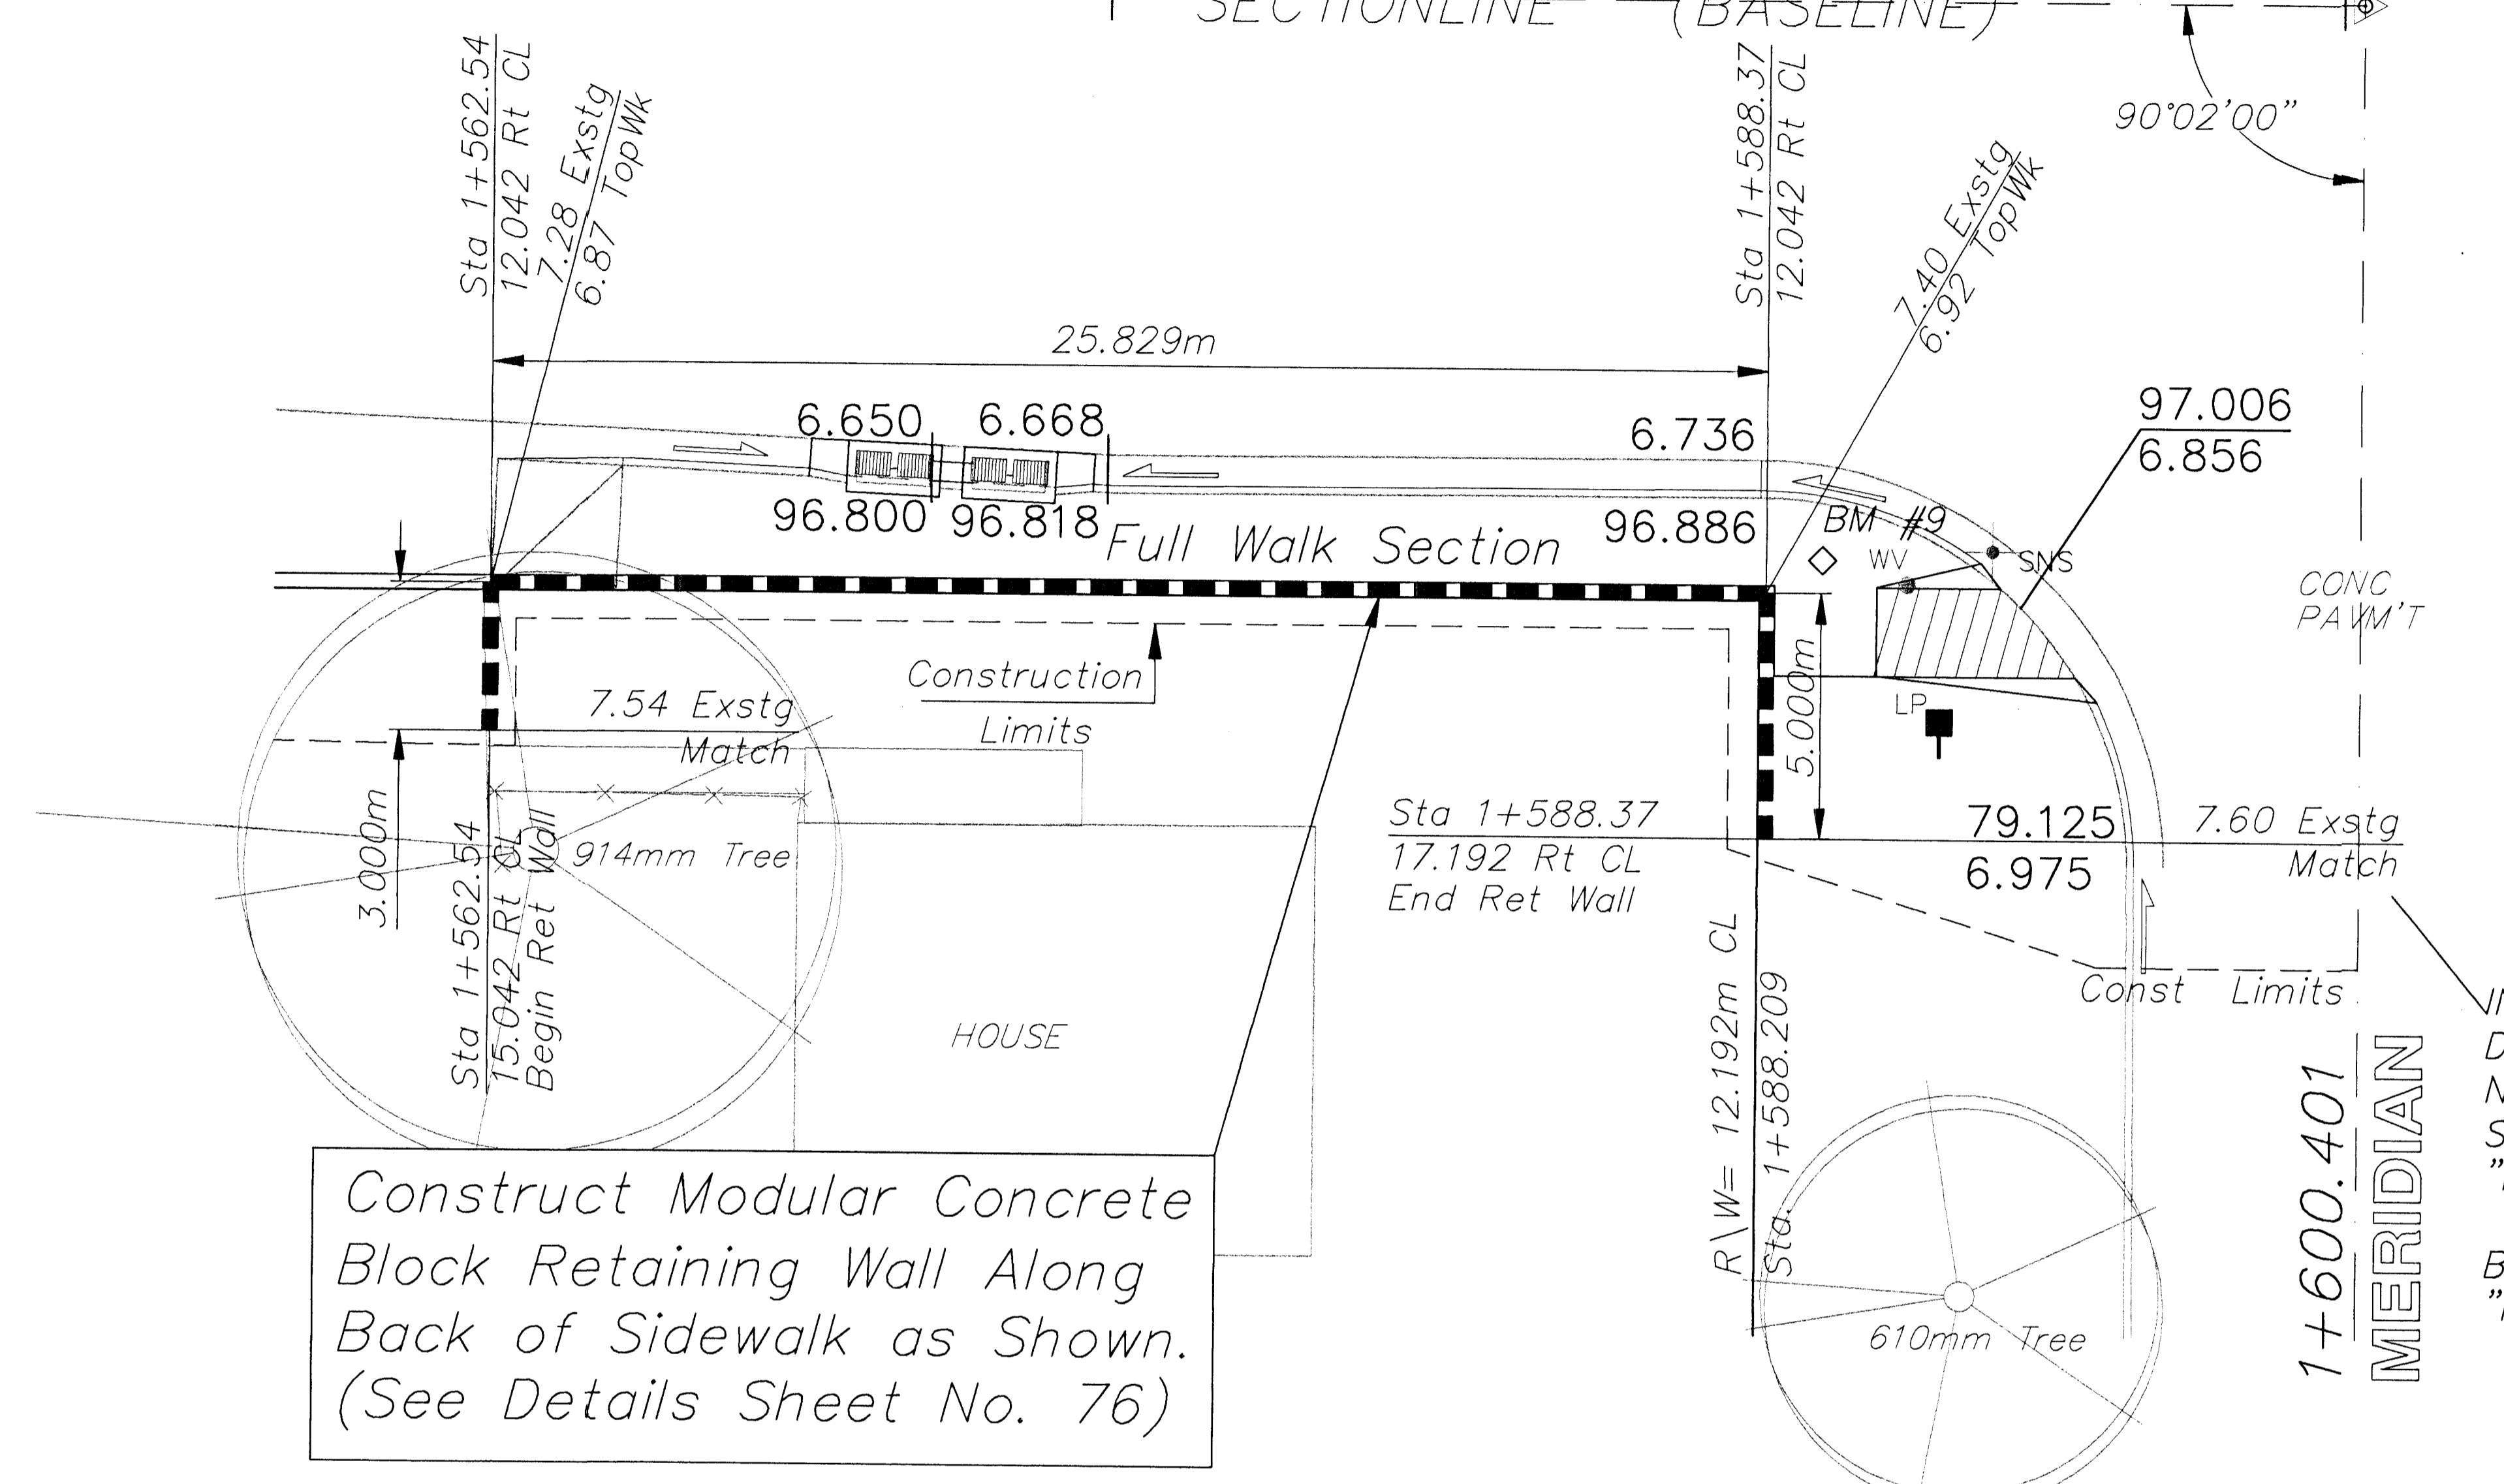 SECTIONLINE (BASELINE)
Sta 1+562.54
12.042 Rt CL
7.28 Exstg
6.87 TopWk
Sta 1+588.37
12.042 Rt CL
7.40 Exstg
6.92 TopWk
90°02'00"
25.829m
6.650
6.668
6.736
97.006
6.856
96.800
96.818
96.886
Full Walk Section
BM #9
WV
SNS
CONC
PAVM'T
Construction
Limits
7.54 Exstg
Match
3.000m
5.000m
LP
914mm Tree
Sta 1+562.54
15.042 Rt CL
Begin Ret Wall
Sta 1+588.37
17.192 Rt CL
End Ret Wall
79.125
6.975
7.60 Exstg
Match
Const Limits
HOUSE
R\W= 12.192m CL
Sta. 1+588.209
610mm Tree
1+600.401
MERIDIAN
Construct Modular Concrete
Block Retaining Wall Along
Back of Sidewalk as Shown.
(See Details Sheet No. 76)